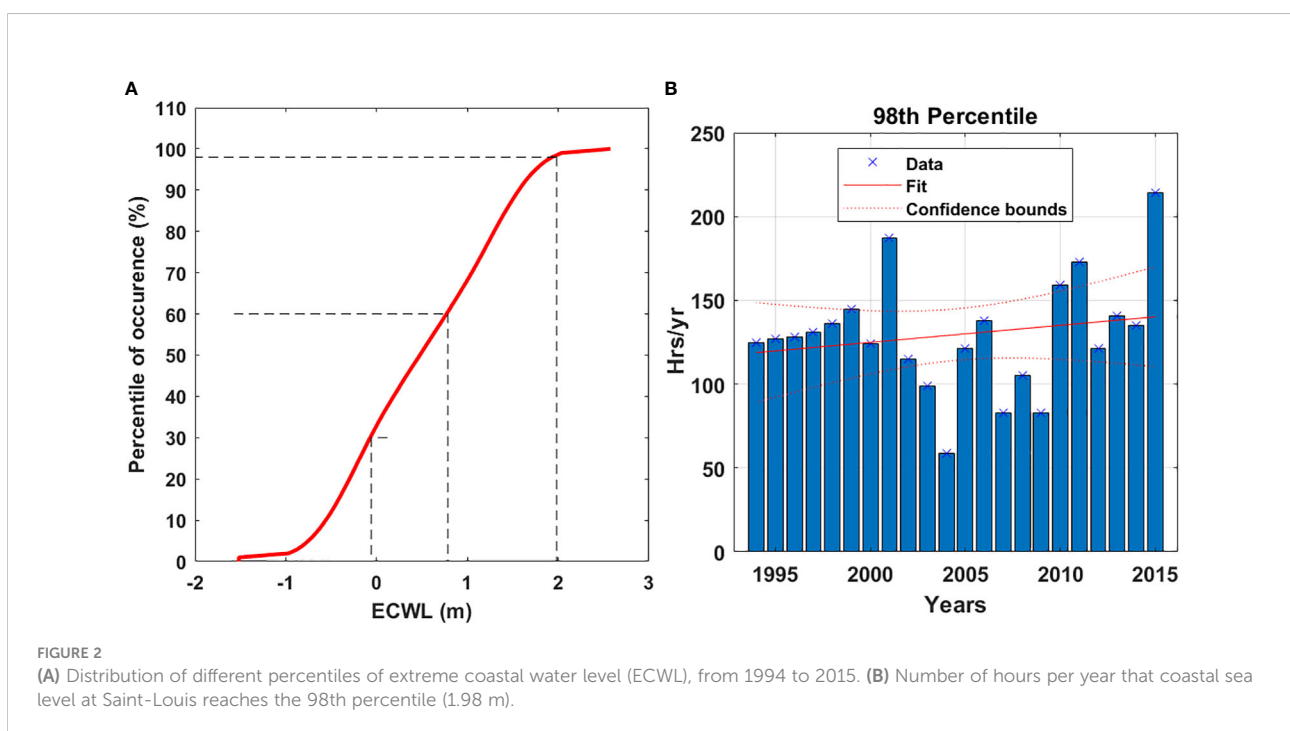 A
110
100
90
80
70
60
50
40
30
20
10
0
Percentile of occurence (%)
-2 -1 0 1 2 3
ECWL (m)
B
98th Percentile
250
200
150
100
50
0
Hrs/yr
Data
Fit
Confidence bounds
1995 2000 2005 2010 2015
Years
FIGURE 2
(A) Distribution of different percentiles of extreme coastal water level (ECWL), from 1994 to 2015. (B) Number of hours per year that coastal sea
level at Saint-Louis reaches the 98th percentile (1.98 m).